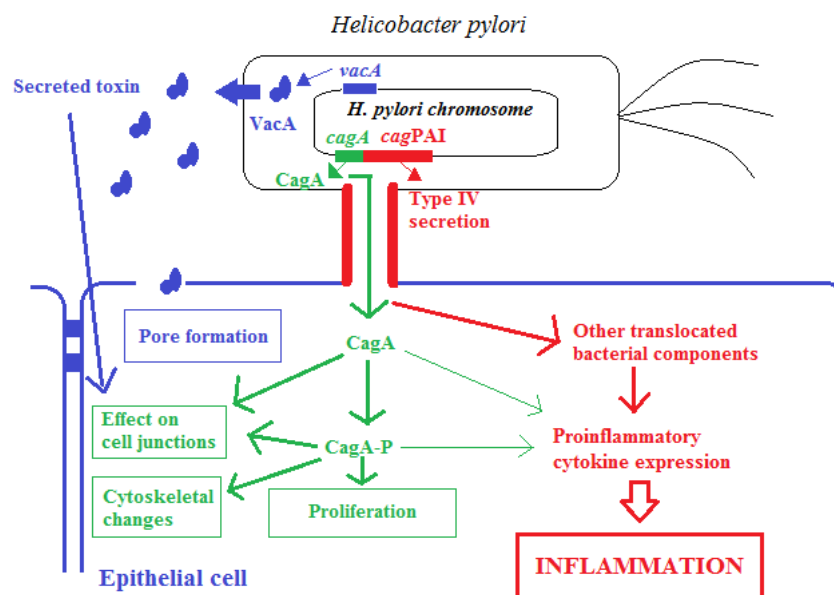 Helicobacter pylori
Secreted toxin
vacA
VacA
H. pylori chromosome
cagA cagPAI
CagA
Type IV
secretion
Pore formation
CagA
Other translocated
bacterial components
Effect on
cell junctions
CagA-P
Proinflammatory
cytokine expression
Cytoskeletal
changes
Proliferation
INFLAMMATION
Epithelial cell